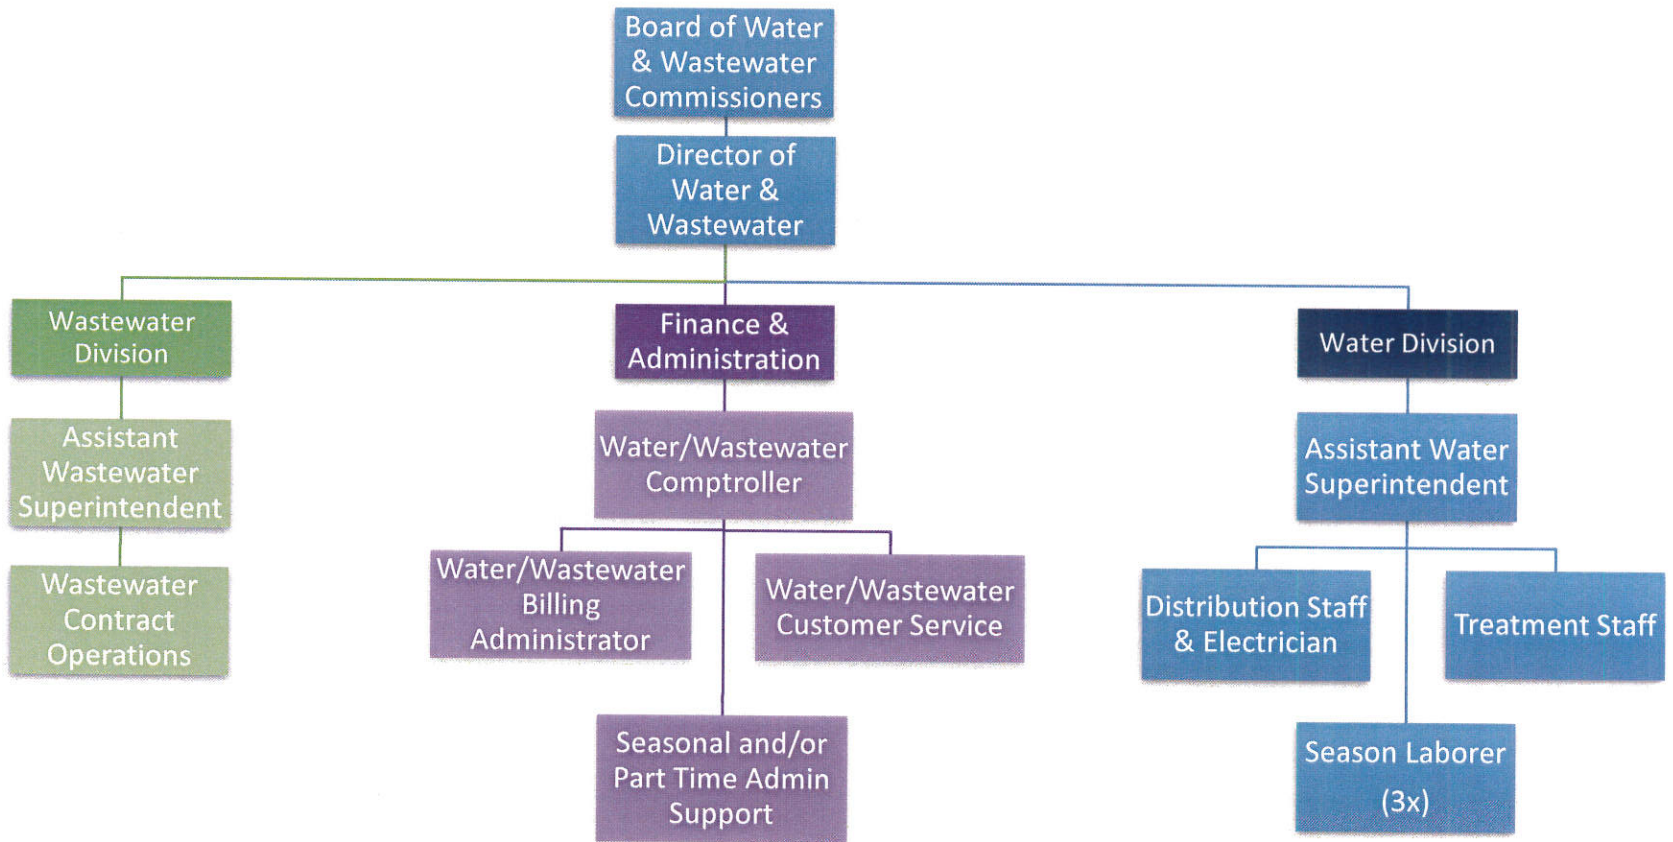 Board of Water
& Wastewater
Commissioners
Director of
Water &
Wastewater
Wastewater
Division
Finance &
Administration
Water Division
Assistant
Wastewater
Superintendent
Water/Wastewater
Comptroller
Assistant Water
Superintendent
Wastewater
Contract
Operations
Water/Wastewater
Billing
Administrator
Water/Wastewater
Customer Service
Distribution Staff
& Electrician
Treatment Staff
Seasonal and/or
Part Time Admin
Support
Season Laborer
(3x)